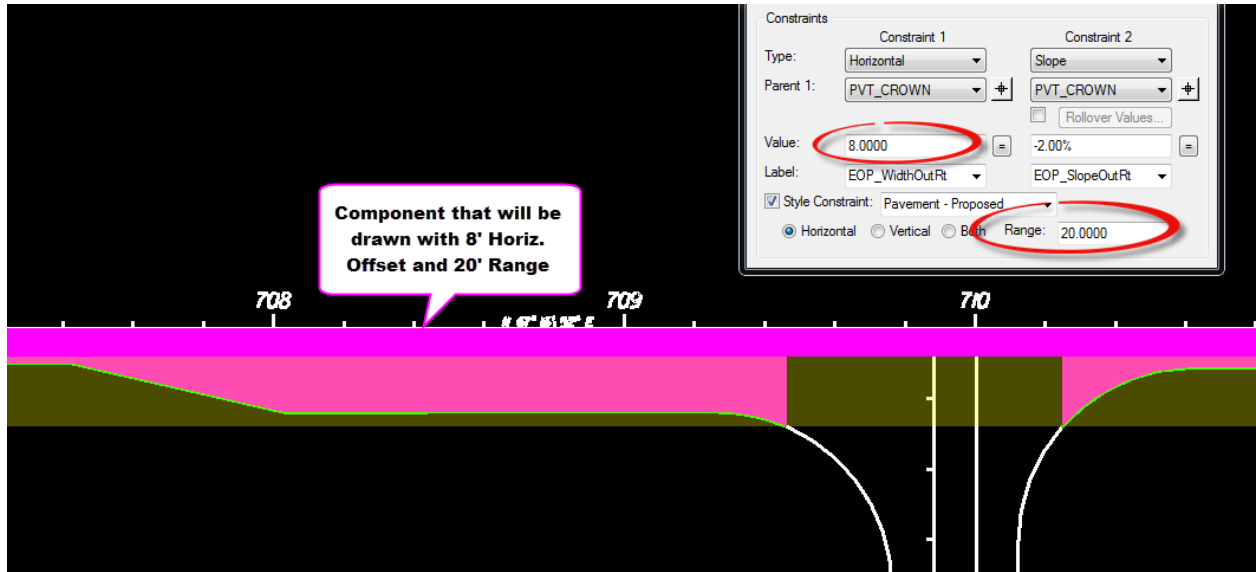 Constraints
Constraint 1 Constraint 2
Type: Horizontal Slope
Parent 1: PVT_CROWN PVT_CROWN
Rollover Values...
Value: 8.0000 = -2.00% =
Label: EOP_WidthOutRt EOP_SlopeOutRt
Style Constraint: Pavement - Proposed
Horizontal Vertical Both Range: 20.0000
Component that will be
drawn with 8' Horiz.
Offset and 20' Range
708 709 710